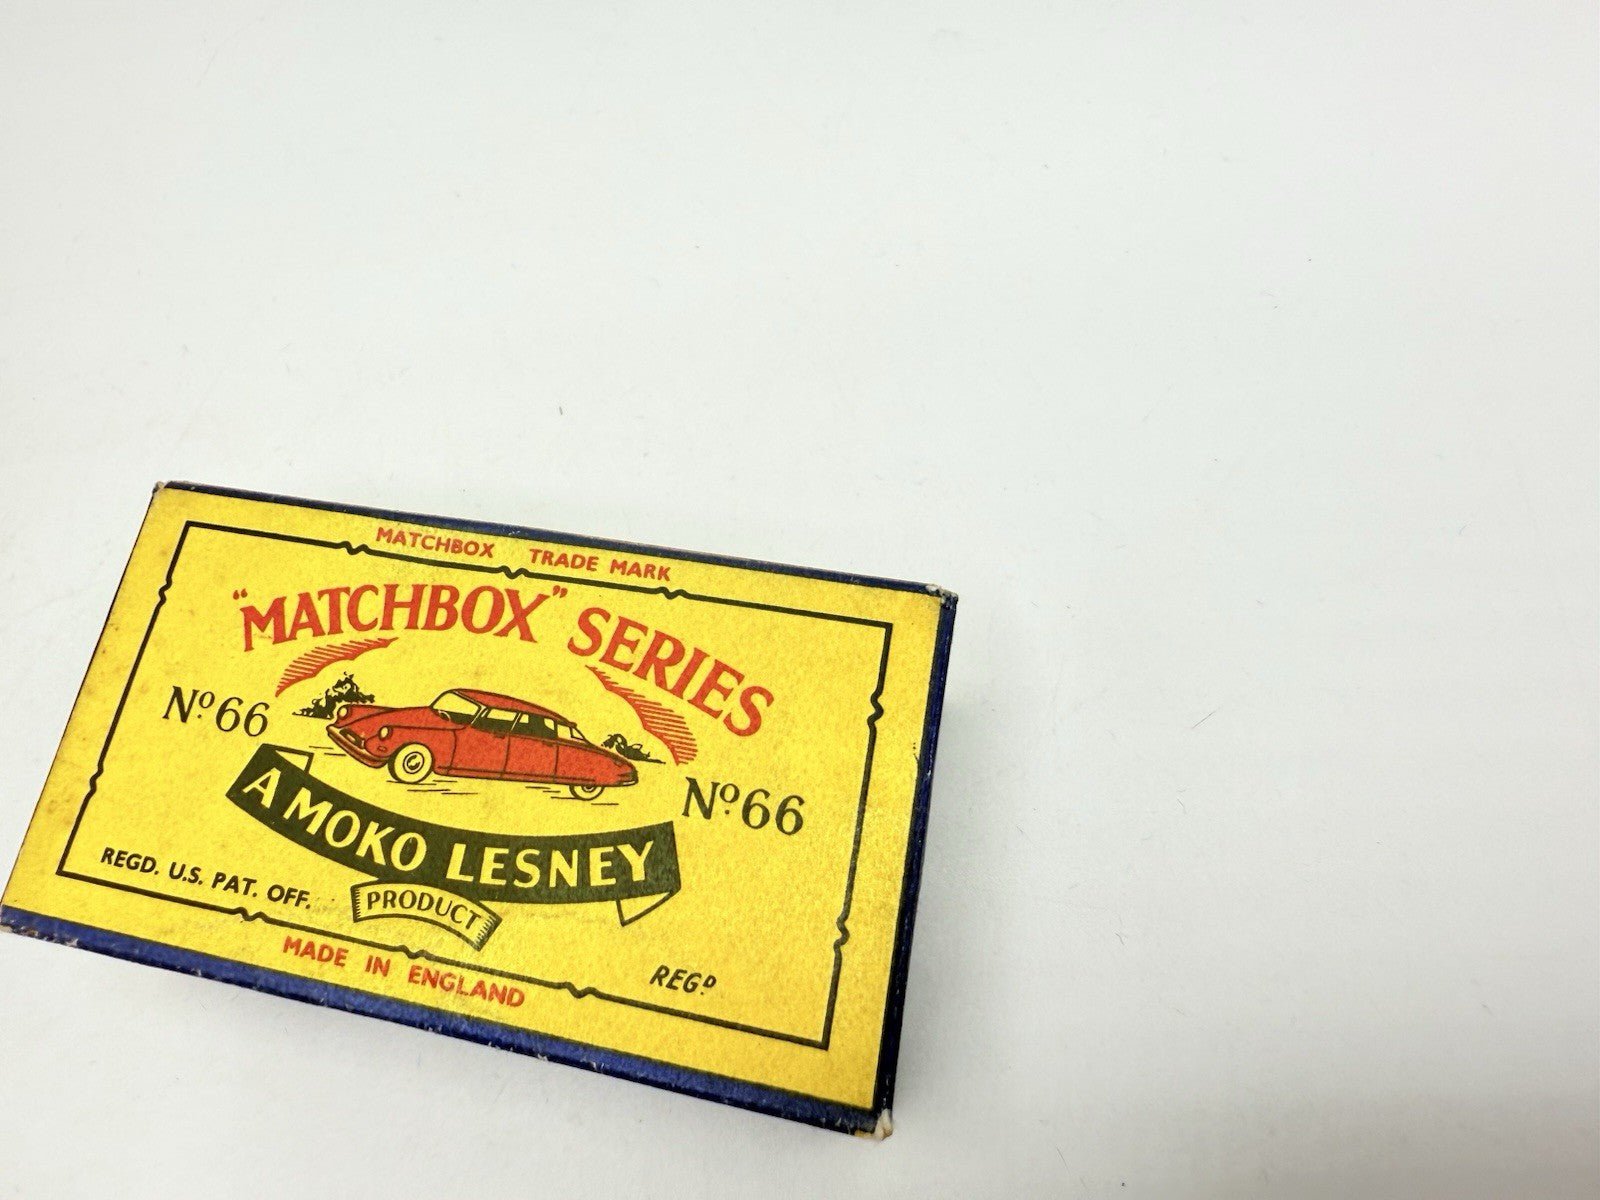 MATCHBOX TRADE MARK
"MATCHBOX" SERIES
Nº.66
Nº.66
A MOKO LESNEY
PRODUCT
REGD. U.S. PAT. OFF.
REGD
MADE IN ENGLAND